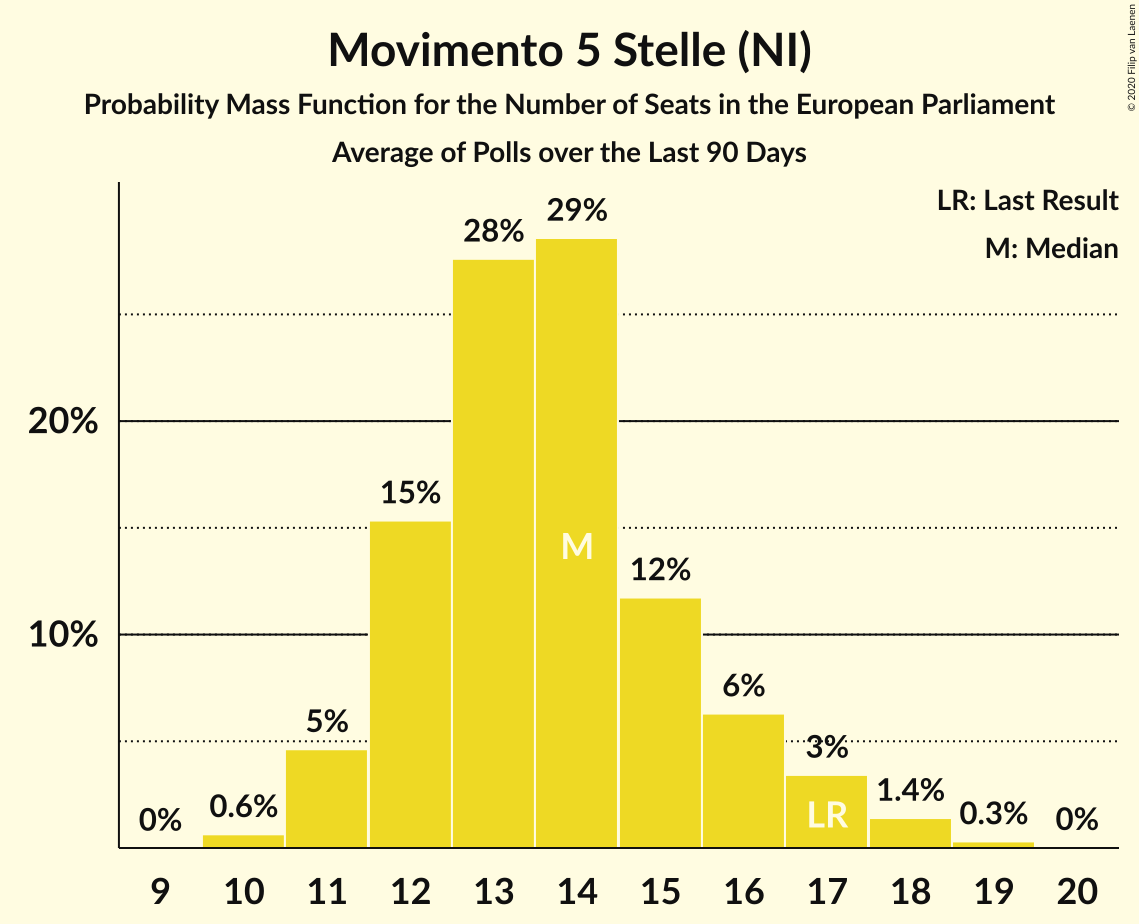 Movimento 5 Stelle (NI)
Probability Mass Function for the Number of Seats in the European Parliament
Average of Polls over the Last 90 Days
© 2020 Filip van Laenen
LR: Last Result
M: Median
29%
28%
20%
15%
M
12%
10%
6%
5%
3%
1.4%
0.6%
0.3%
0%
0%
LR
9 10 11 12 13 14 15 16 17 18 19 20